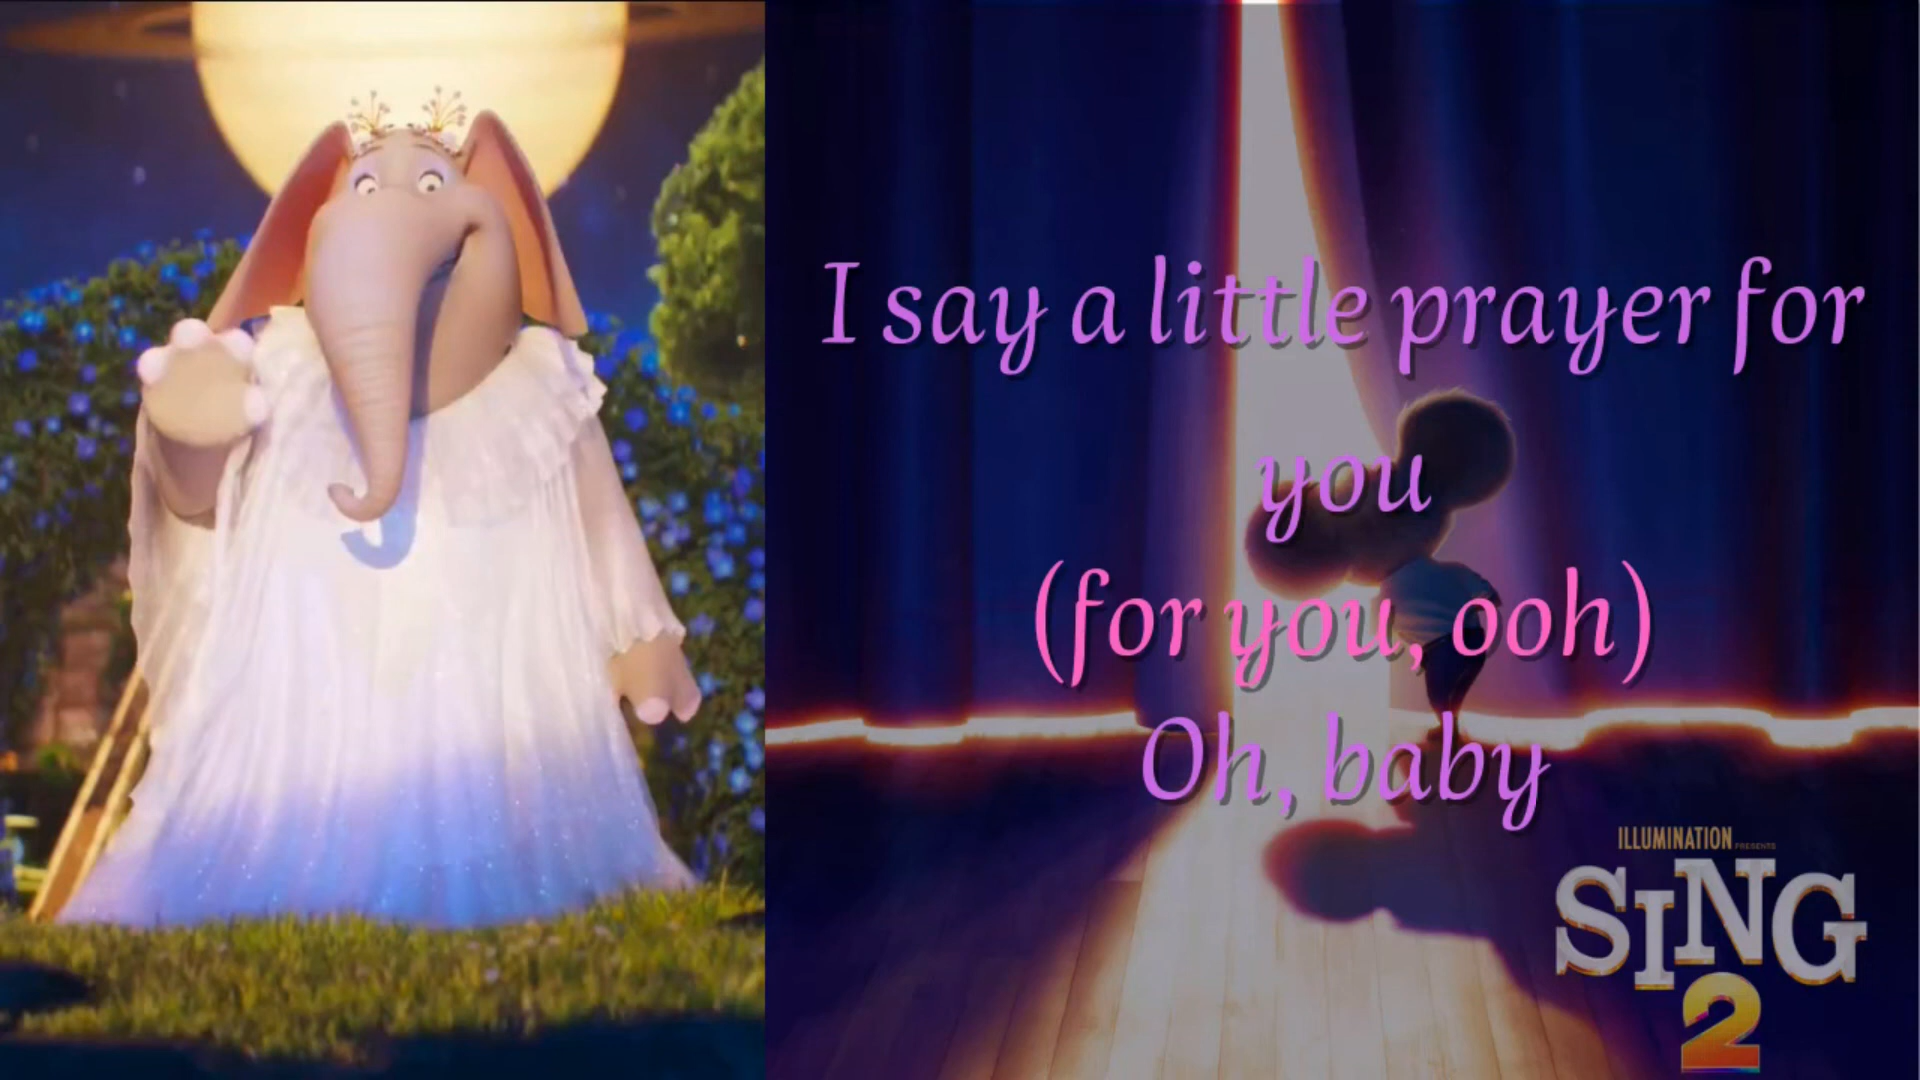 I say a little prayer for
you
(for you, ooh)
Oh, baby
ILLUMINATION PRESENTS
SING
2